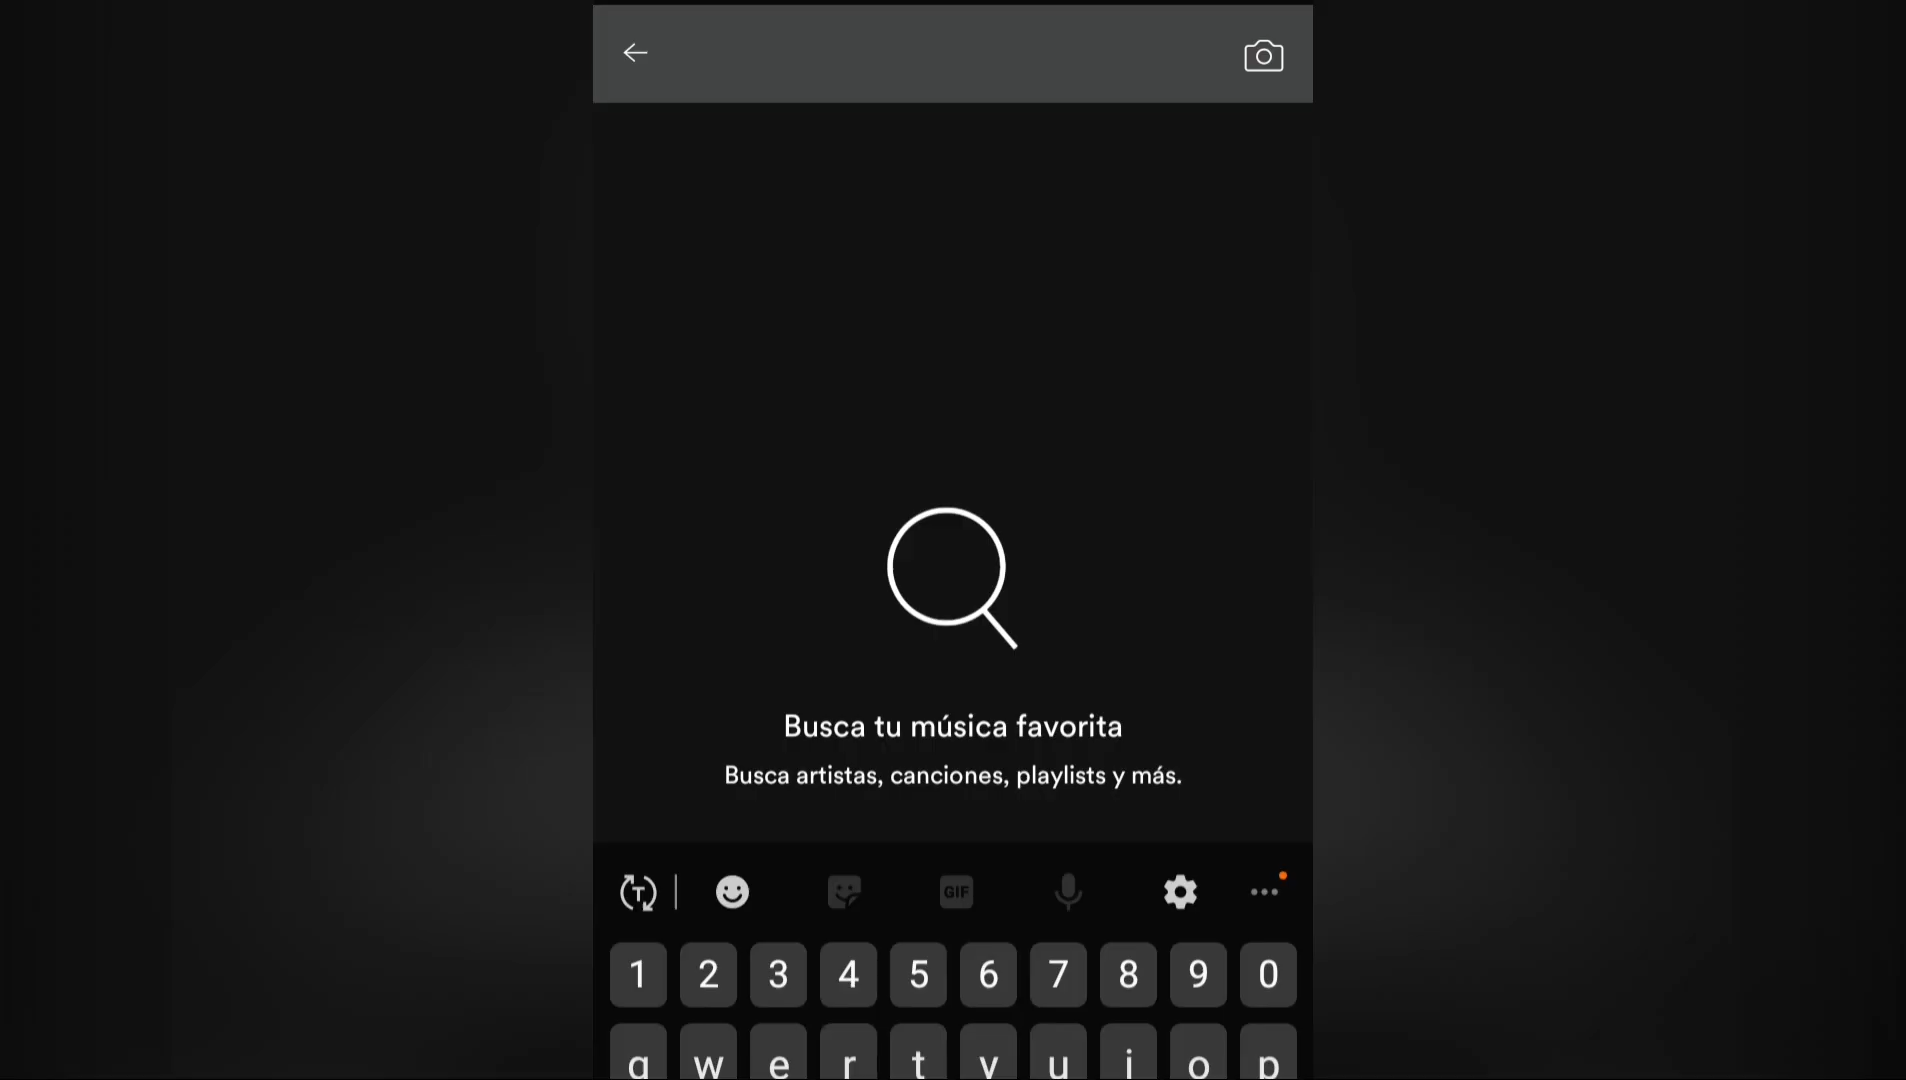 Busca tu música favorita
Busca artistas, canciones, playlists y más.
T GIF
1 2 3 4 5 6 7 8 9 0
q w e r t y u i o p